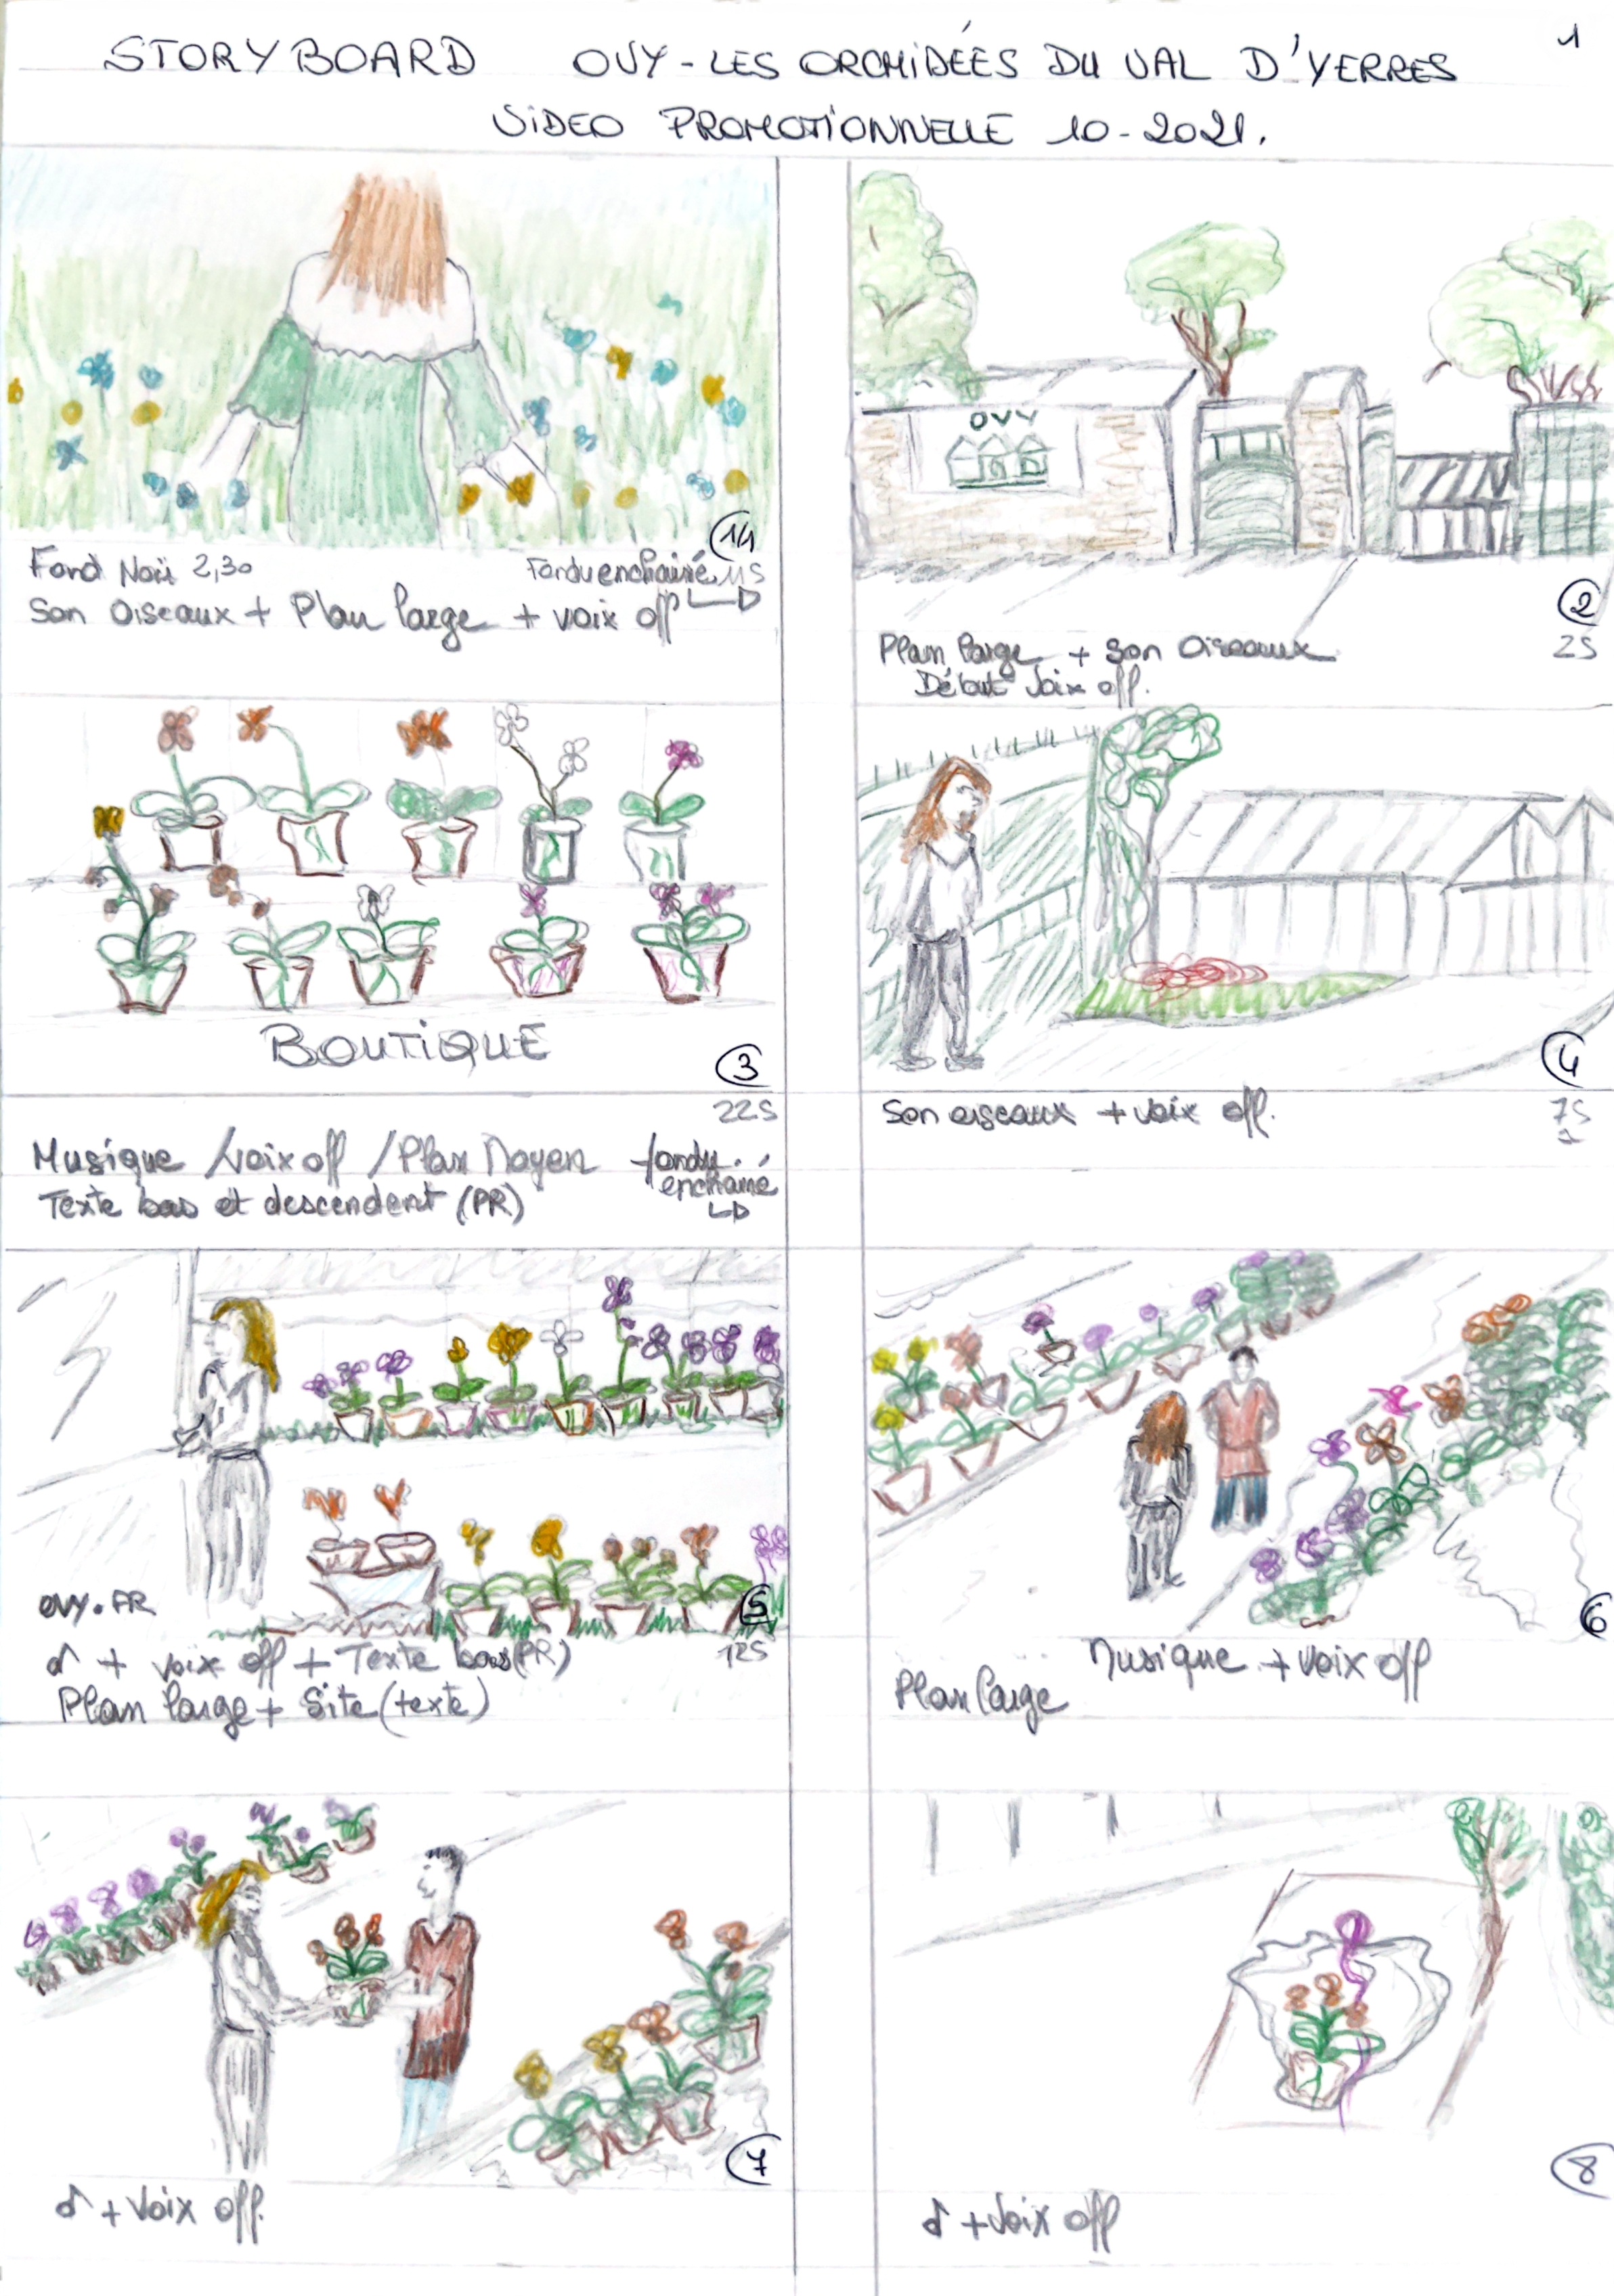 1
STORYBOARD OVY - LES ORCHIDÉES DU VAL D'YERRES
VIDEO PROMOTIONNELLE 10-2021.
14
Fond Noir 2,30
Fondu enchainé 11S
Son Oiseaux + Plan large + voix off
OVY
2
2S
Plan large + Son Oiseaux
Début Voix off.
BOUTIQUE
3
22S
Musique /voix off / Plan Moyen
fondu
enchainé
Texte bas et descendent (PR)
4
Son oiseaux + voix off.
7S
OVY.FR
5
12S
♪ + voix off + Texte bas (PR)
Plan large + Site (texte)
6
Musique + voix off
Plan large
7
♪ + Voix off.
8
♪ + Voix off